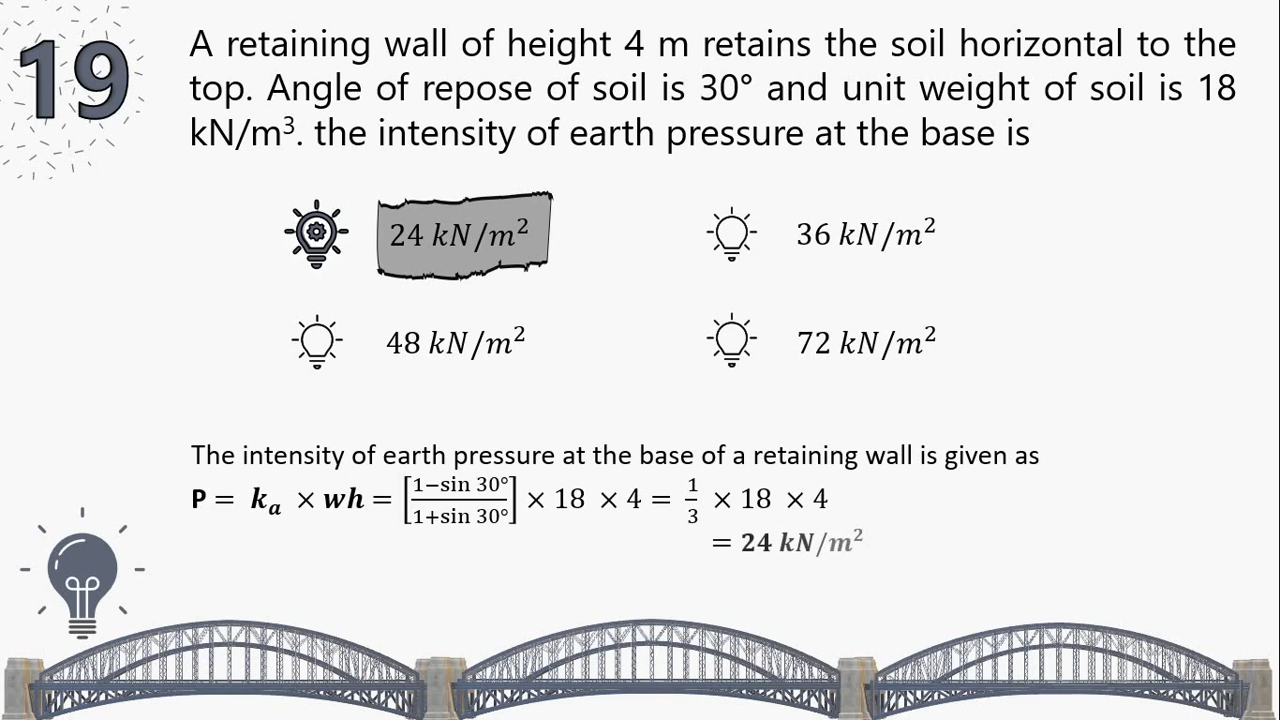 19
A retaining wall of height 4 m retains the soil horizontal to the
top. Angle of repose of soil is 30° and unit weight of soil is 18
kN/m³. the intensity of earth pressure at the base is
24 kN/m²
36 kN/m²
48 kN/m²
72 kN/m²
The intensity of earth pressure at the base of a retaining wall is given as
P = kₐ × wh = [(1−sin 30°)/(1+sin 30°)] × 18 × 4 = 1/3 × 18 × 4
= 24 kN/m²